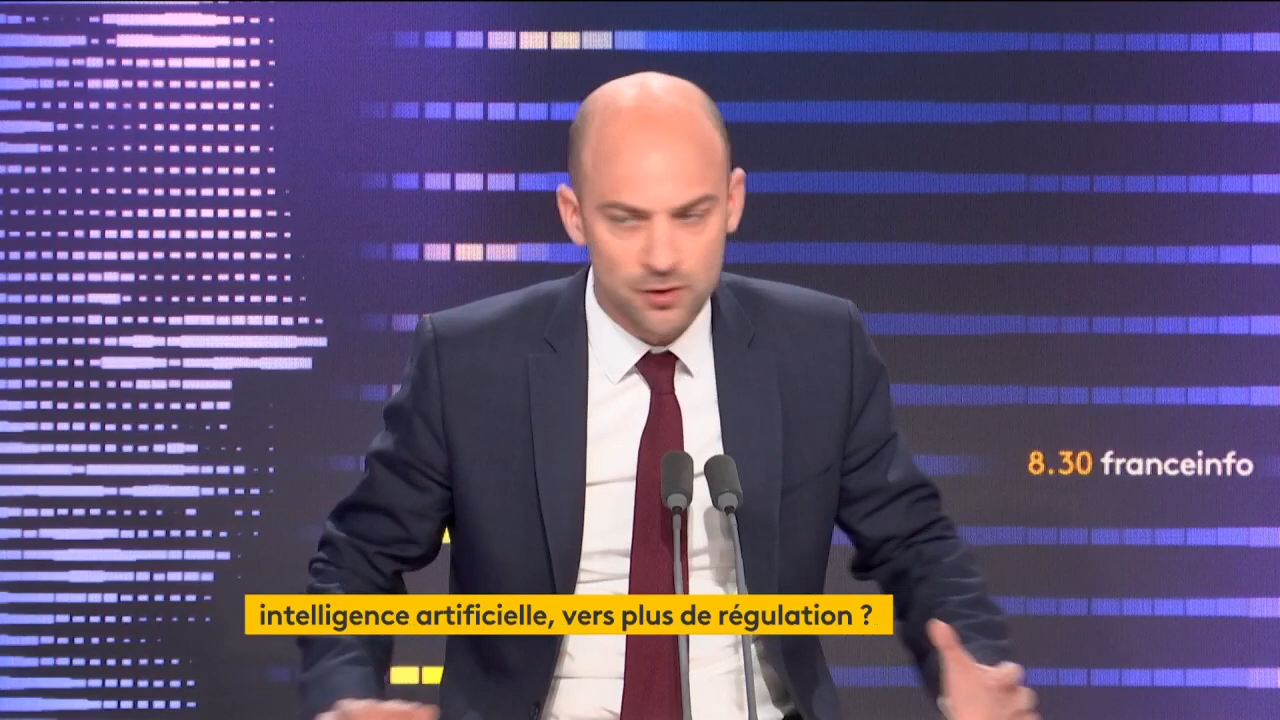 8.30 franceinfo
intelligence artificielle, vers plus de régulation ?